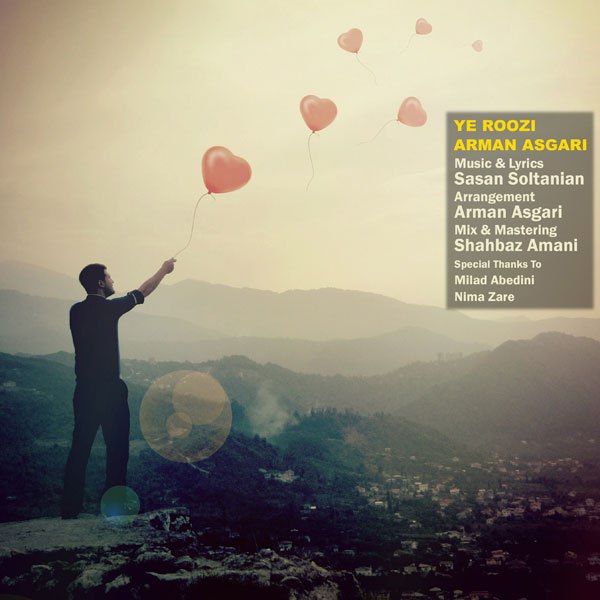 YE ROOZI
ARMAN ASGARI
Music & Lyrics
Sasan Soltanian
Arrangement
Arman Asgari
Mix & Mastering
Shahbaz Amani
Special Thanks To
Milad Abedini
Nima Zare